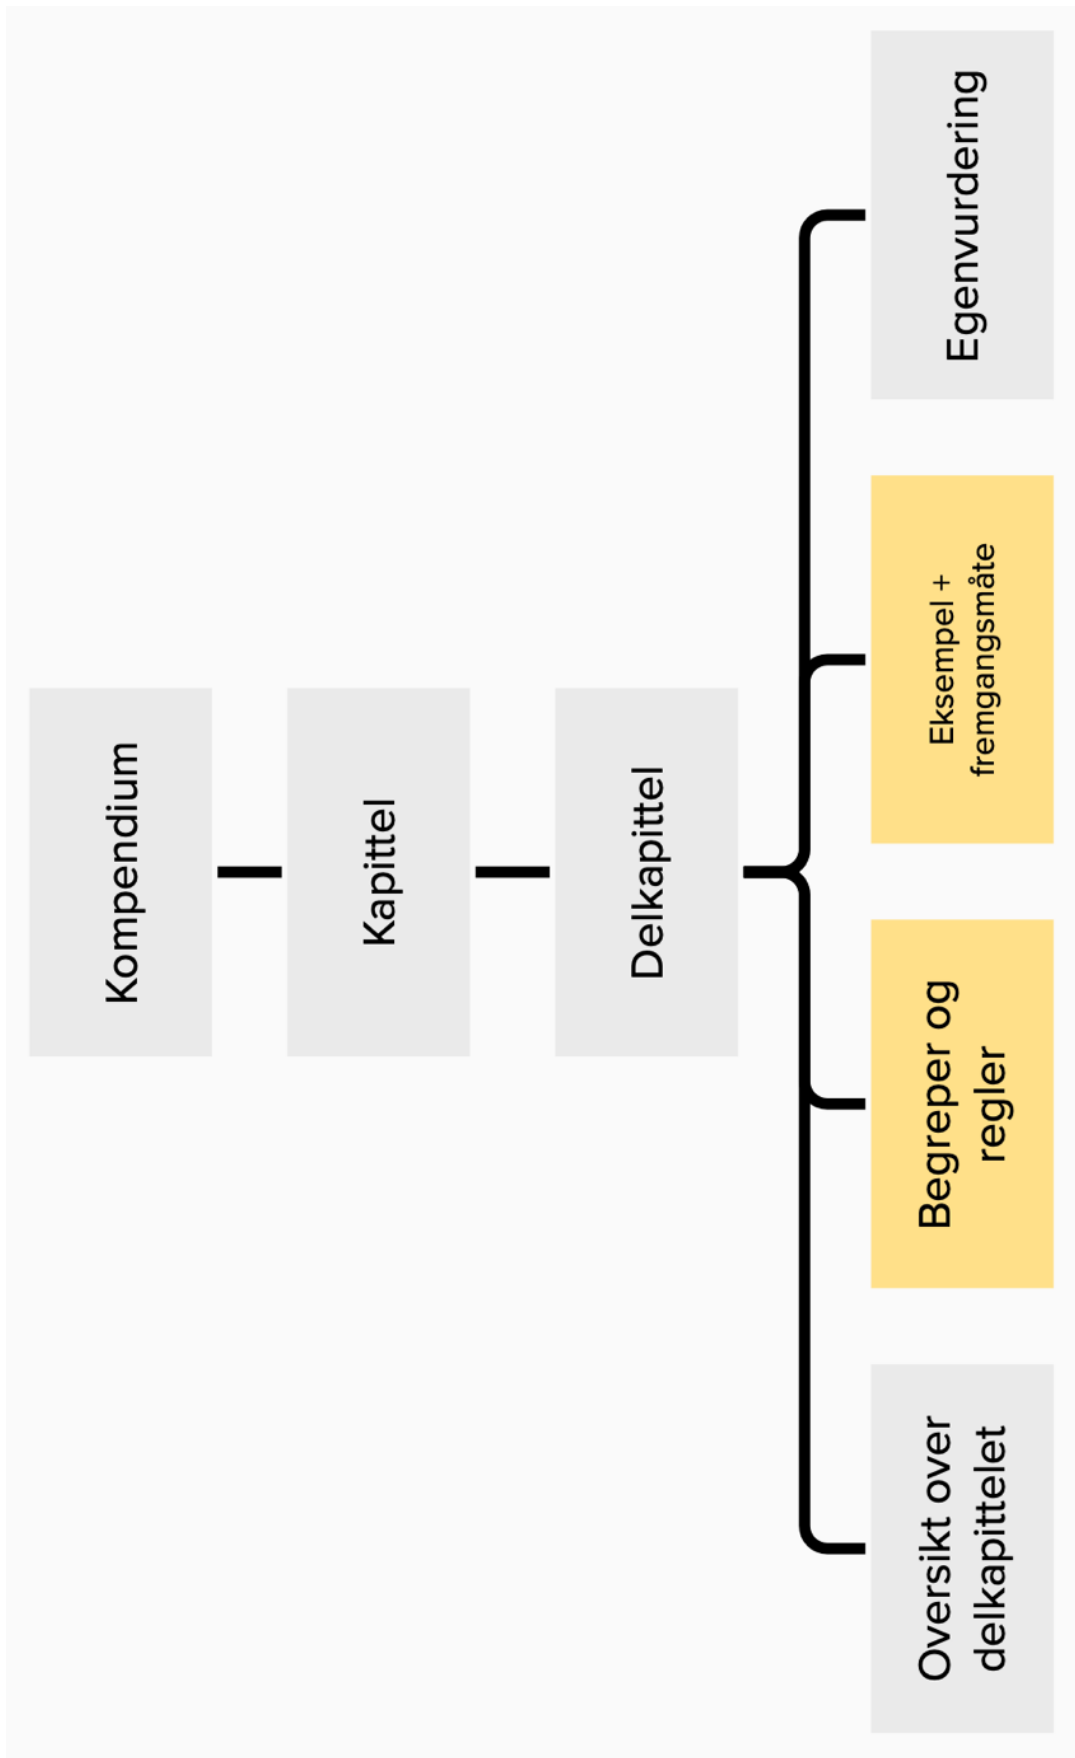 Kompendium
Kapittel
Delkapittel
Oversikt over
delkapittelet
Begreper og
regler
Eksempel +
fremgangsmåte
Egenvurdering